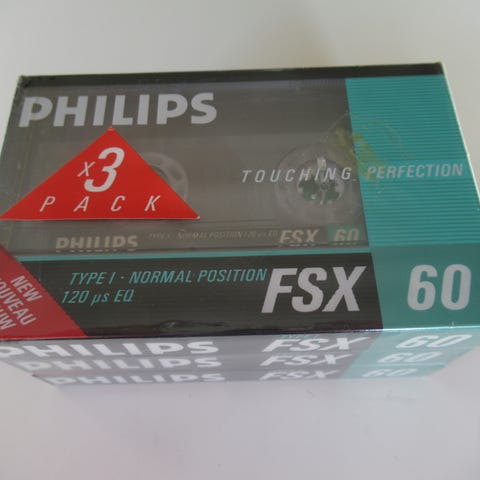 PHILIPS
x3
PACK
TOUCHING PERFECTION
PHILIPS TYPE I · NORMAL POSITION 120 µs EQ FSX 60
TYPE I · NORMAL POSITION
120 µs EQ
FSX 60
NEW
NOUVEAU
PHILIPS FSX 60
PHILIPS FSX 60
PHILIPS FSX 60